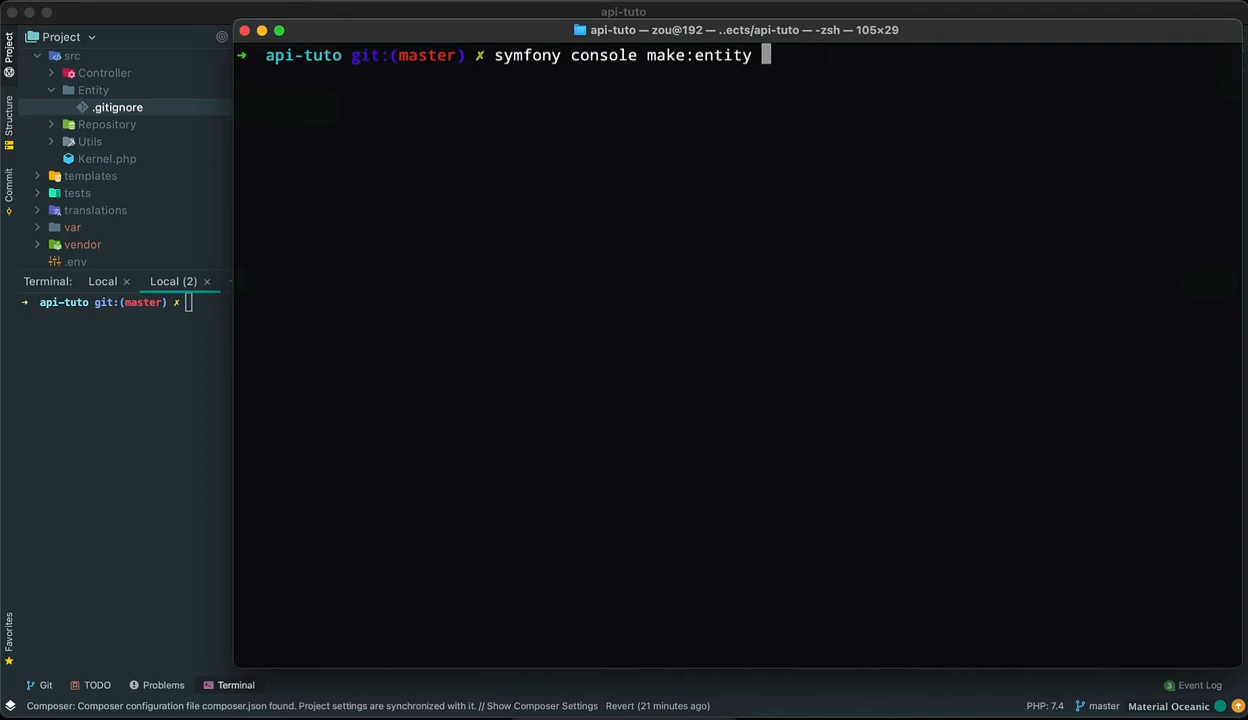 api-tuto
api-tuto — zou@192 — ..ects/api-tuto — -zsh — 105×29
➜ api-tuto git:(master) ✗ symfony console make:entity
Project
Structure
Commit
Favorites
Project
src
Controller
Entity
.gitignore
Repository
Utils
Kernel.php
templates
tests
translations
var
vendor
.env
Terminal: Local × Local (2) ×
➜ api-tuto git:(master) ✗
Git TODO Problems Terminal 3 Event Log
Composer: Composer configuration file composer.json found. Project settings are synchronized with it. // Show Composer Settings Revert (21 minutes ago) PHP: 7.4 master Material Oceanic